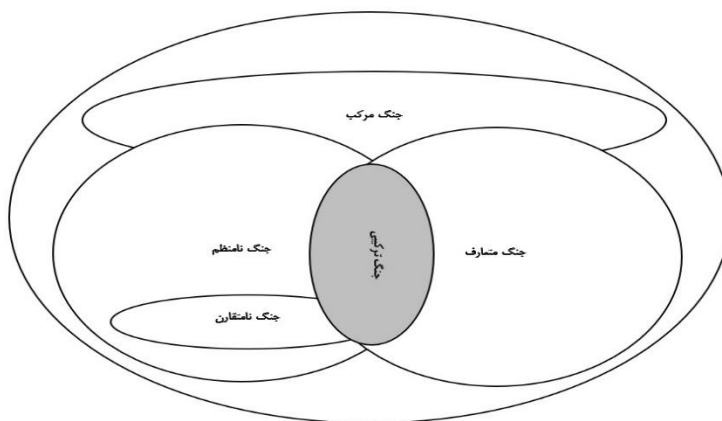 جنگ مرکب
جنگ متعارف
جنگ ترکیبی
جنگ نامنظم
جنگ نامتقارن